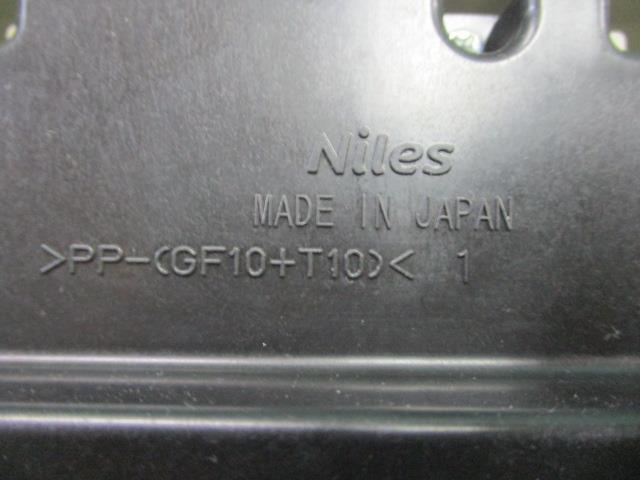 Niles
MADE IN JAPAN
>PP-(GF10+T10)< 1